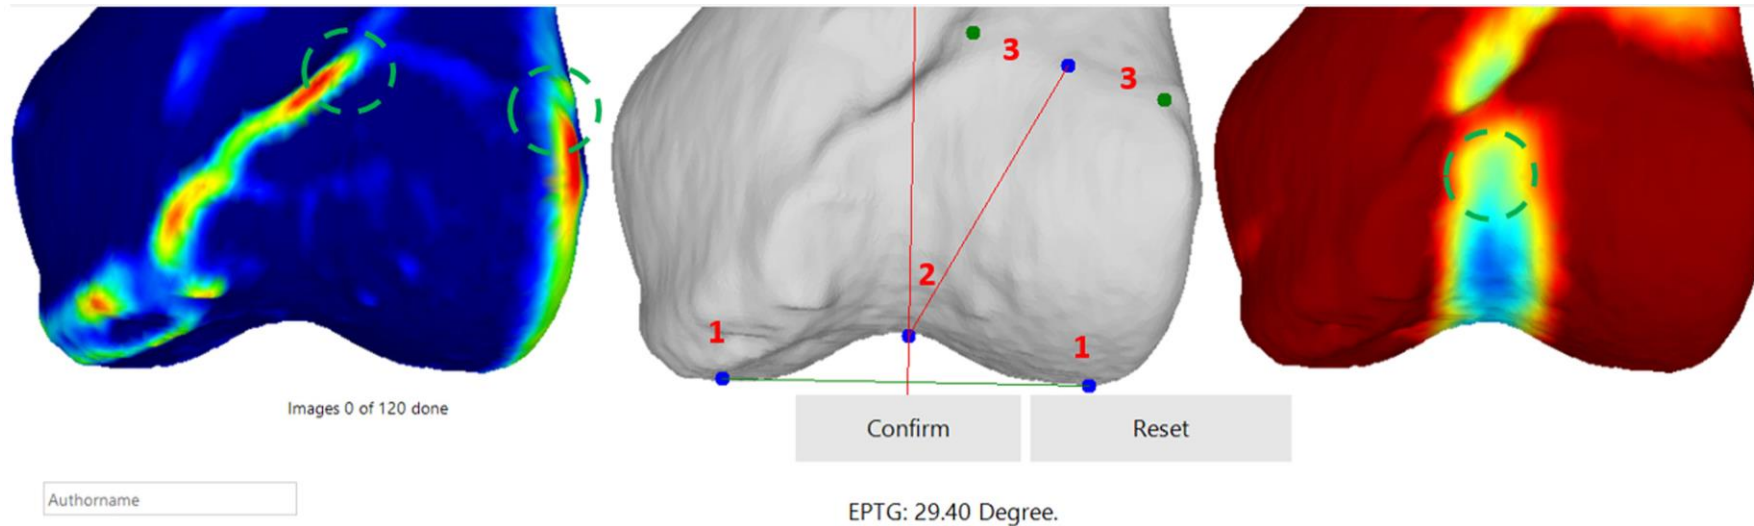 3
3
2
1
1
Images 0 of 120 done
Confirm
Reset
Authorname
EPTG: 29.40 Degree.